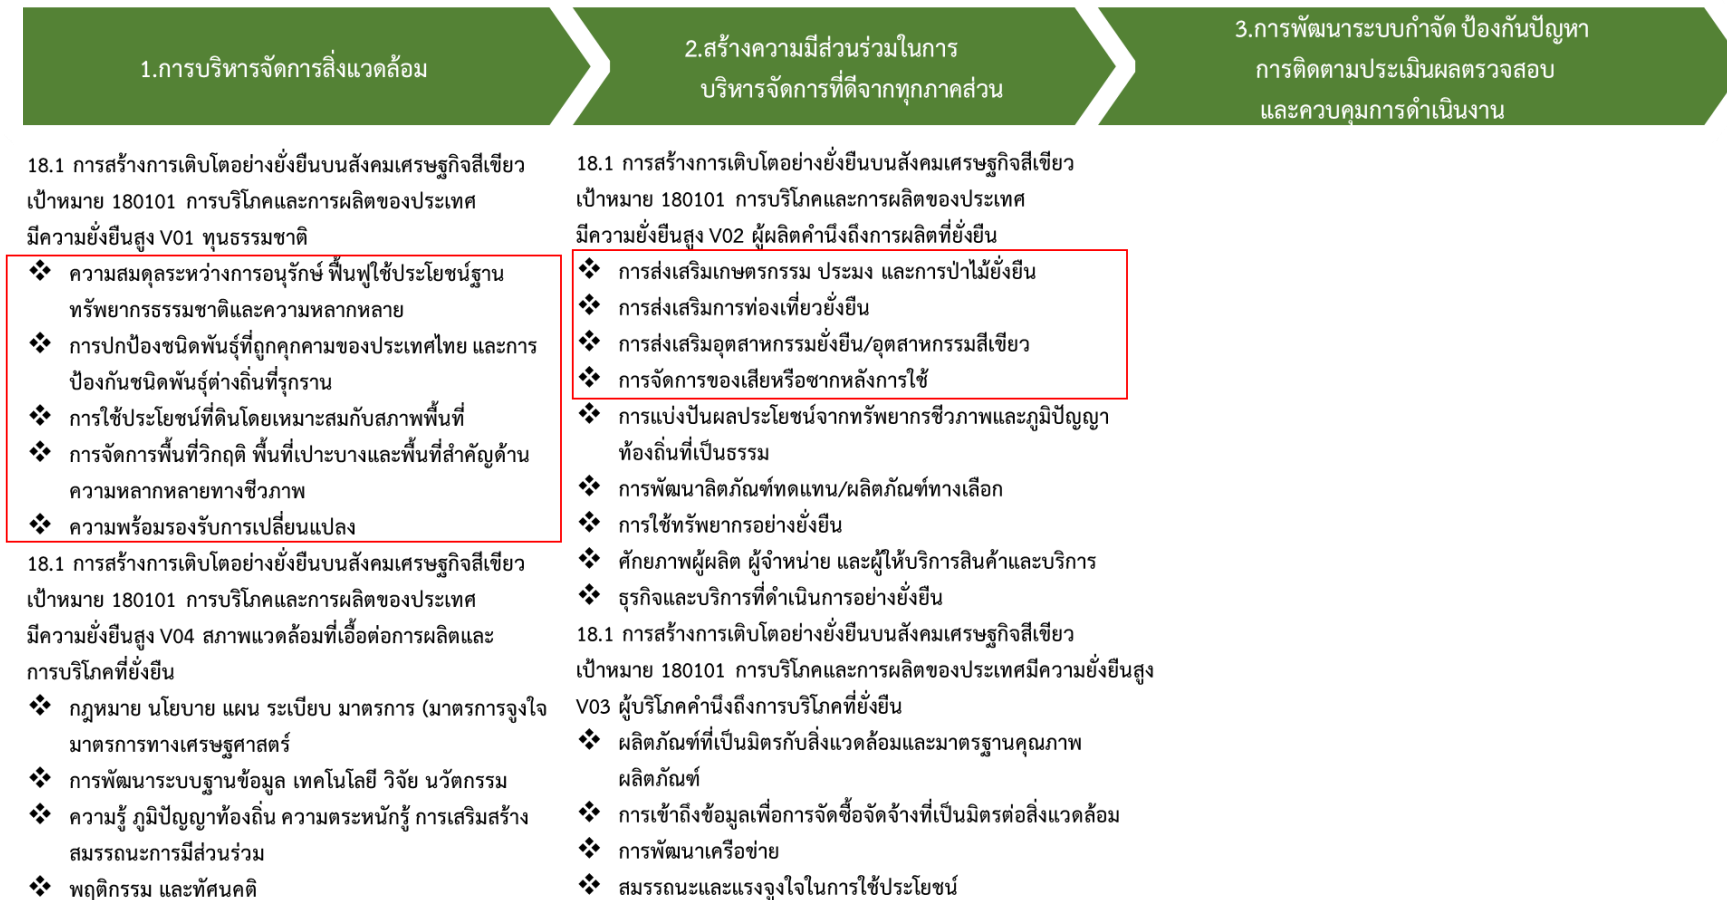 1.การบริหารจัดการสิ่งแวดล้อม
2.สร้างความมีส่วนร่วมในการ
บริหารจัดการที่ดีจากทุกภาคส่วน
3.การพัฒนาระบบกำจัด ป้องกันปัญหา
การติดตามประเมินผลตรวจสอบ
และควบคุมการดำเนินงาน
18.1 การสร้างการเติบโตอย่างยั่งยืนบนสังคมเศรษฐกิจสีเขียว
เป้าหมาย 180101 การบริโภคและการผลิตของประเทศ
มีความยั่งยืนสูง V01 ทุนธรรมชาติ
❖ ความสมดุลระหว่างการอนุรักษ์ ฟื้นฟูใช้ประโยชน์ฐาน
ทรัพยากรธรรมชาติและความหลากหลาย
❖ การปกป้องชนิดพันธุ์ที่ถูกคุกคามของประเทศไทย และการ
ป้องกันชนิดพันธุ์ต่างถิ่นที่รุกราน
❖ การใช้ประโยชน์ที่ดินโดยเหมาะสมกับสภาพพื้นที่
❖ การจัดการพื้นที่วิกฤติ พื้นที่เปาะบางและพื้นที่สำคัญด้าน
ความหลากหลายทางชีวภาพ
❖ ความพร้อมรองรับการเปลี่ยนแปลง
18.1 การสร้างการเติบโตอย่างยั่งยืนบนสังคมเศรษฐกิจสีเขียว
เป้าหมาย 180101 การบริโภคและการผลิตของประเทศ
มีความยั่งยืนสูง V04 สภาพแวดล้อมที่เอื้อต่อการผลิตและ
การบริโภคที่ยั่งยืน
❖ กฎหมาย นโยบาย แผน ระเบียบ มาตรการ (มาตรการจูงใจ
มาตรการทางเศรษฐศาสตร์
❖ การพัฒนาระบบฐานข้อมูล เทคโนโลยี วิจัย นวัตกรรม
❖ ความรู้ ภูมิปัญญาท้องถิ่น ความตระหนักรู้ การเสริมสร้าง
สมรรถนะการมีส่วนร่วม
❖ พฤติกรรม และทัศนคติ
18.1 การสร้างการเติบโตอย่างยั่งยืนบนสังคมเศรษฐกิจสีเขียว
เป้าหมาย 180101 การบริโภคและการผลิตของประเทศ
มีความยั่งยืนสูง V02 ผู้ผลิตคำนึงถึงการผลิตที่ยั่งยืน
❖ การส่งเสริมเกษตรกรรม ประมง และการป่าไม้ยั่งยืน
❖ การส่งเสริมการท่องเที่ยวยั่งยืน
❖ การส่งเสริมอุตสาหกรรมยั่งยืน/อุตสาหกรรมสีเขียว
❖ การจัดการของเสียหรือซากหลังการใช้
❖ การแบ่งปันผลประโยชน์จากทรัพยากรชีวภาพและภูมิปัญญา
ท้องถิ่นที่เป็นธรรม
❖ การพัฒนาลิตภัณฑ์ทดแทน/ผลิตภัณฑ์ทางเลือก
❖ การใช้ทรัพยากรอย่างยั่งยืน
❖ ศักยภาพผู้ผลิต ผู้จำหน่าย และผู้ให้บริการสินค้าและบริการ
❖ ธุรกิจและบริการที่ดำเนินการอย่างยั่งยืน
18.1 การสร้างการเติบโตอย่างยั่งยืนบนสังคมเศรษฐกิจสีเขียว
เป้าหมาย 180101 การบริโภคและการผลิตของประเทศมีความยั่งยืนสูง
V03 ผู้บริโภคคำนึงถึงการบริโภคที่ยั่งยืน
❖ ผลิตภัณฑ์ที่เป็นมิตรกับสิ่งแวดล้อมและมาตรฐานคุณภาพ
ผลิตภัณฑ์
❖ การเข้าถึงข้อมูลเพื่อการจัดซื้อจัดจ้างที่เป็นมิตรต่อสิ่งแวดล้อม
❖ การพัฒนาเครือข่าย
❖ สมรรถนะและแรงจูงใจในการใช้ประโยชน์